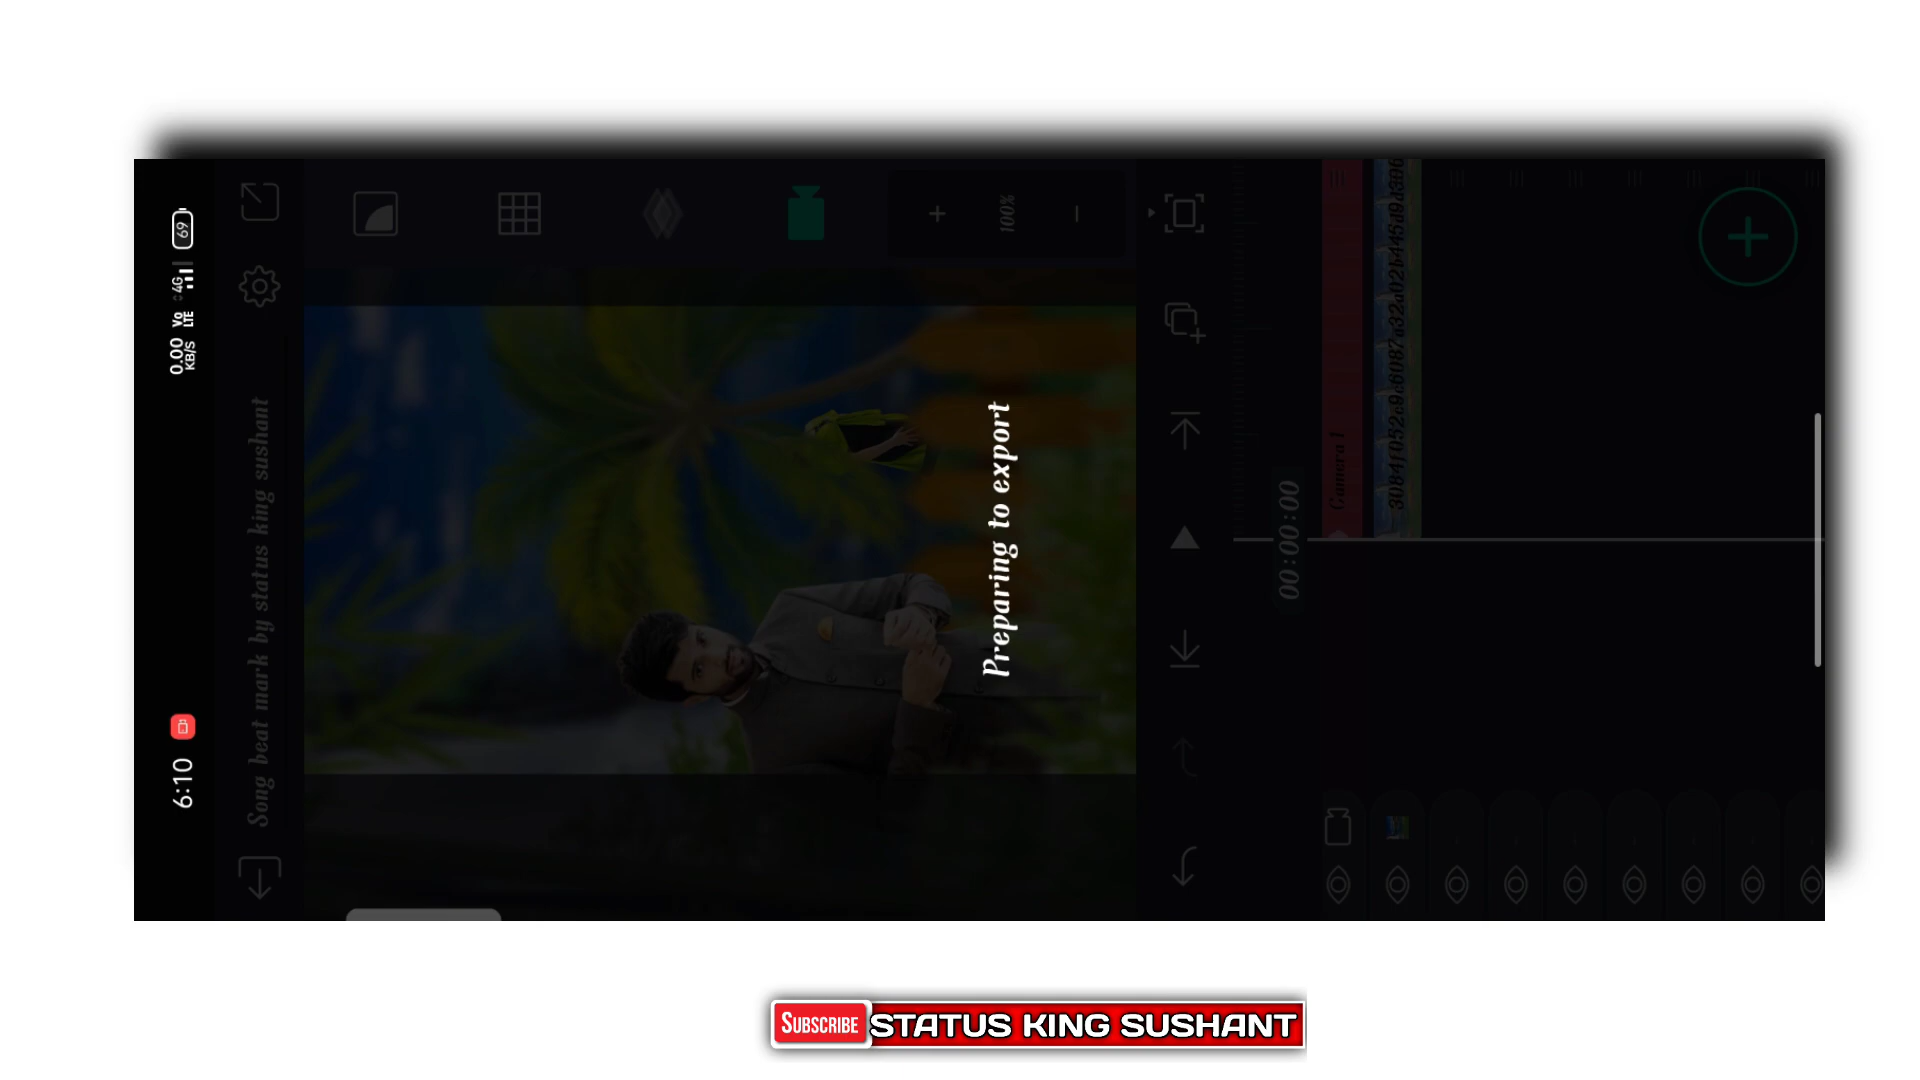 6:10
0.00 KB/S
Vo LTE
4G
69
Song beat mark by status king sushant
100%
Preparing to export
00:00:00
Camera 1
3084f052c9c6087a32a02b445d9d306
SUBSCRIBE
STATUS KING SUSHANT